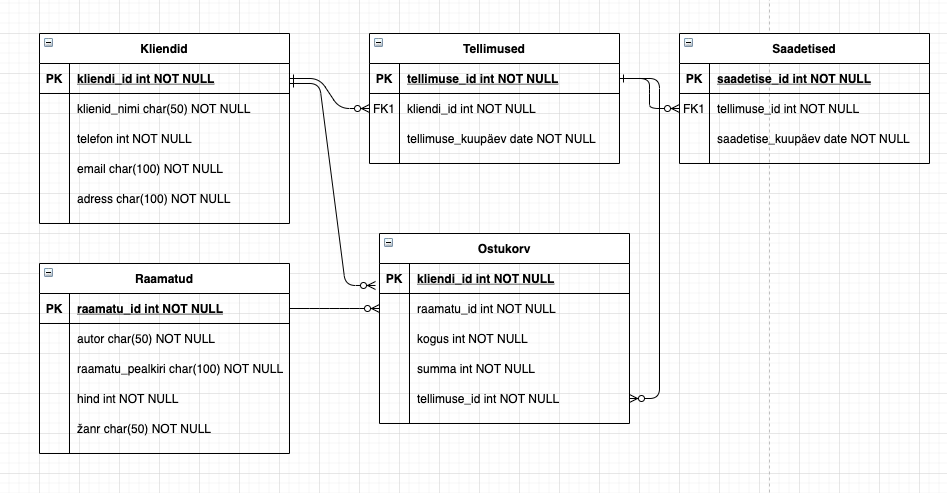 Kliendid
PK kliendi_id int NOT NULL
klienid_nimi char(50) NOT NULL
telefon int NOT NULL
email char(100) NOT NULL
adress char(100) NOT NULL
Tellimused
PK tellimuse_id int NOT NULL
FK1 kliendi_id int NOT NULL
tellimuse_kuupäev date NOT NULL
Saadetised
PK saadetise_id int NOT NULL
FK1 tellimuse_id int NOT NULL
saadetise_kuupäev date NOT NULL
Raamatud
PK raamatu_id int NOT NULL
autor char(50) NOT NULL
raamatu_pealkiri char(100) NOT NULL
hind int NOT NULL
žanr char(50) NOT NULL
Ostukorv
PK kliendi_id int NOT NULL
raamatu_id int NOT NULL
kogus int NOT NULL
summa int NOT NULL
tellimuse_id int NOT NULL